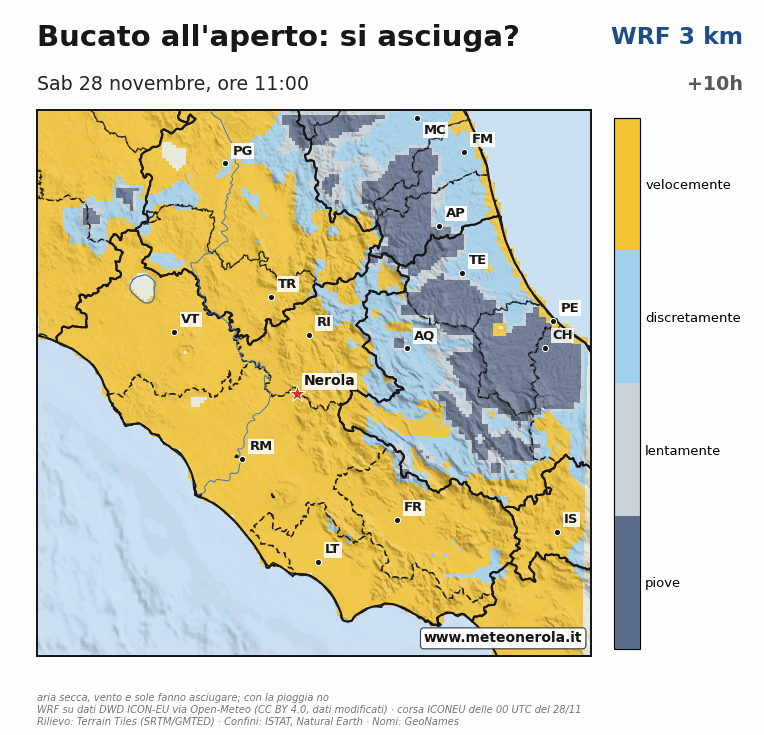 Bucato all'aperto: si asciuga?
WRF 3 km
Sab 28 novembre, ore 11:00
+10h
MC
FM
PG
AP
TE
TR
PE
VT
RI
AQ
CH
Nerola
RM
FR
IS
LT
www.meteonerola.it
velocemente
discretamente
lentamente
piove
aria secca, vento e sole fanno asciugare; con la pioggia no
WRF su dati DWD ICON-EU via Open-Meteo (CC BY 4.0, dati modificati) · corsa ICONEU delle 00 UTC del 28/11
Rilievo: Terrain Tiles (SRTM/GMTED) · Confini: ISTAT, Natural Earth · Nomi: GeoNames